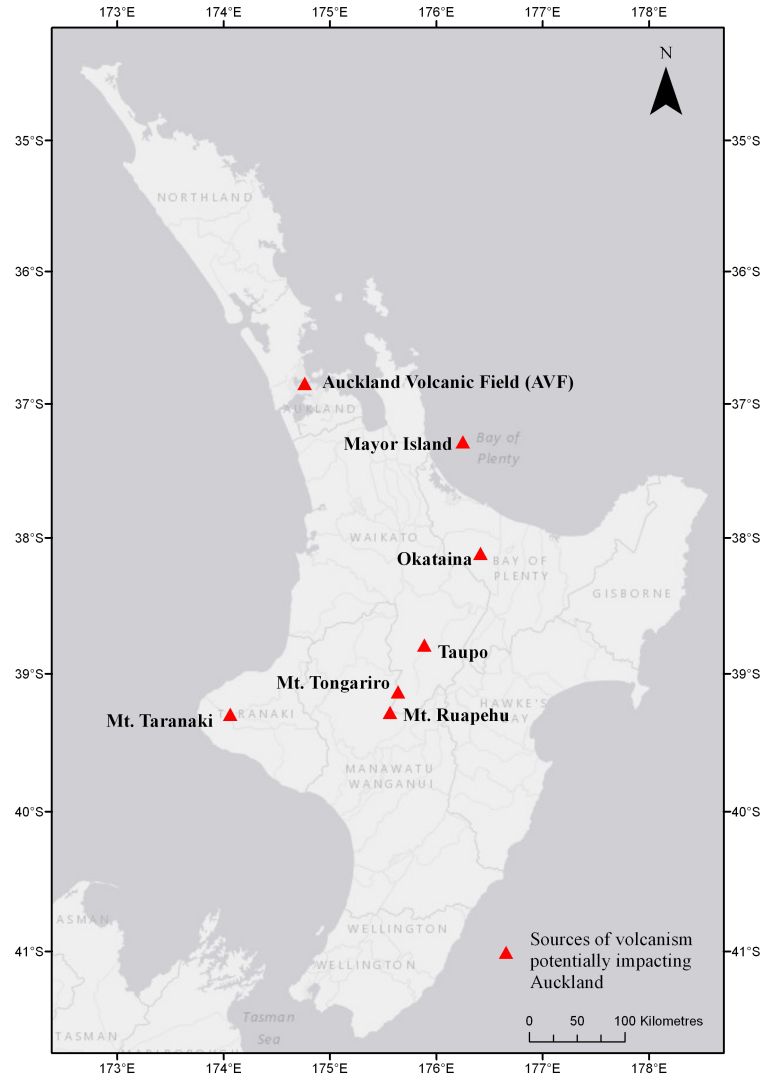 173°E 174°E 175°E 176°E 177°E 178°E
N
35°S 35°S
NORTHLAND
36°S 36°S
Auckland Volcanic Field (AVF)
37°S 37°S
AUKLAND
Mayor Island
Bay of
Plenty
38°S 38°S
WAIKATO
Okataina
BAY OF
PLENTY
GISBORNE
Taupo
39°S 39°S
Mt. Tongariro
HAWKE'S
BAY
Mt. Taranaki
TARANAKI
Mt. Ruapehu
MANAWATU
WANGANUI
40°S 40°S
ASMAN
WELLINGTON
41°S 41°S
Sources of volcanism
potentially impacting
Auckland
WELLINGTON
Tasman
Sea
0 50 100 Kilometres
TASMAN
MARLBOROUGH
173°E 174°E 175°E 176°E 177°E 178°E